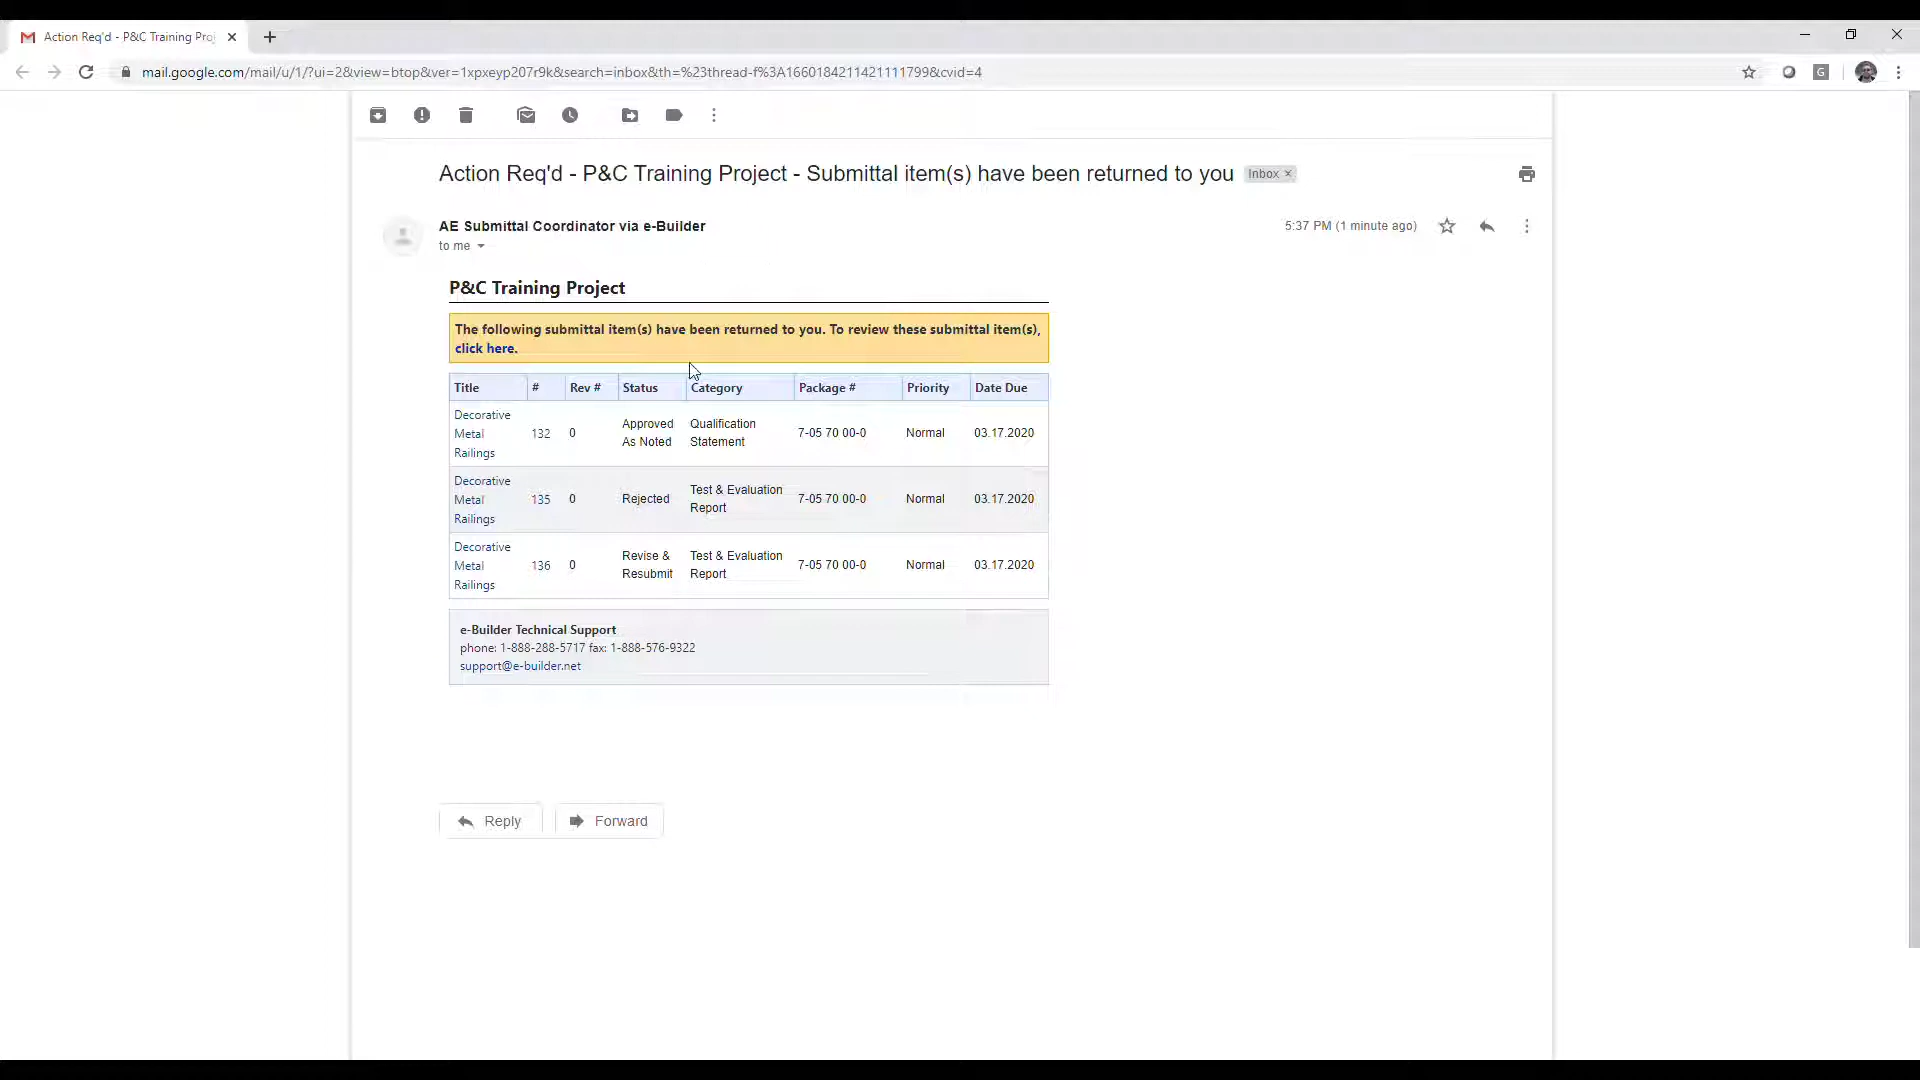 Action Req'd - P&C Training Proj
mail.google.com/mail/u/1/?ui=2&view=btop&ver=1xpxeyp207r9k&search=inbox&th=%23thread-f%3A1660184211421111799&cvid=4
G
Action Req'd - P&C Training Project - Submittal item(s) have been returned to you Inbox ×
AE Submittal Coordinator via e-Builder 5:37 PM (1 minute ago)
to me
P&C Training Project
The following submittal item(s) have been returned to you. To review these submittal item(s),
click here.
Title # Rev # Status Category Package # Priority Date Due
Decorative
Metal
Railings
132 0
Approved
As Noted
Qualification
Statement
7-05 70 00-0 Normal 03.17.2020
Decorative
Metal
Railings
135 0 Rejected
Test & Evaluation
Report
7-05 70 00-0 Normal 03.17.2020
Decorative
Metal
Railings
136 0
Revise &
Resubmit
Test & Evaluation
Report
7-05 70 00-0 Normal 03.17.2020
e-Builder Technical Support
phone: 1-888-288-5717 fax: 1-888-576-9322
support@e-builder.net
Reply Forward